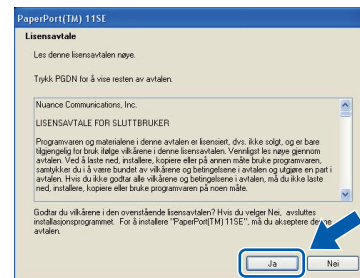 PaperPort(TM) 11SE
Lisensavtale
Les denne lisensavtalen nøye.
Trykk PGDN for å vise resten av avtalen.
Nuance Communications, Inc.
LISENSAVTALE FOR SLUTTBRUKER
Programvaren og materialene i denne avtalen er lisensiert, dvs. ikke solgt, og er bare
tilgjengelig for bruk ifølge vilkårene i denne lisensavtalen. Vennligst les nøye gjennom
avtalen. Ved å laste ned, installere, kopiere eller på annen måte bruke programvaren,
samtykker du i å være bundet av vilkårene og betingelsene i avtalen og utgjøre en part i
avtalen. Hvis du ikke godtar alle vilkårene og betingelsene i avtalen, må du ikke laste
ned, installere, kopiere eller bruke programvaren på noen måte.
Godtar du vilkårene i den ovenstående lisensavtalen? Hvis du velger Nei, avsluttes
installasjonsprogrammet. For å installere "PaperPort(TM) 11SE", må du akseptere denne
avtalen.
Ja
Nei